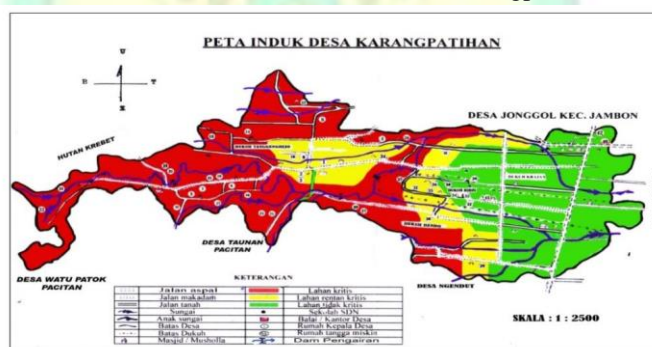 PETA INDUK DESA KARANGPATIHAN
U
B T
DESA JONGGOL KEC. JAMBON
HUTAN KREBET
DESA TAUNAN
PACITAN
DESA WATU PATOK
PACITAN
DESA NGENDUT
KETERANGAN
Jalan aspal Lahan kritis
Jalan makadam Lahan rentan kritis
Jalan tanah Lahan tidak kritis
Sungai Sekolah SDN
Anak sungai Balai / Kantor Desa
Batas Desa Rumah Kepala Desa
Batas Dukuh Rumah tangga miskin
Masjid / Musholla Dam Pengairan
SKALA : 1 : 2500